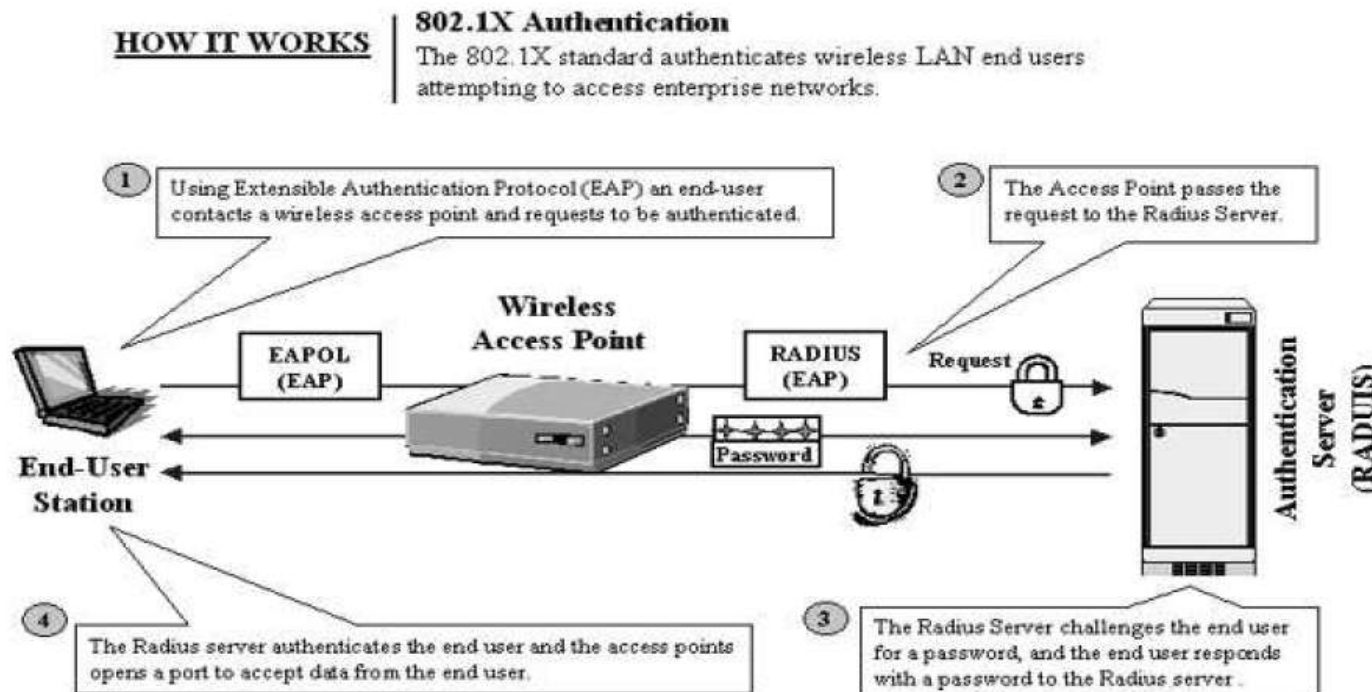 HOW IT WORKS
802.1X Authentication
The 802.1X standard authenticates wireless LAN end users
attempting to access enterprise networks.
1
Using Extensible Authentication Protocol (EAP) an end-user
contacts a wireless access point and requests to be authenticated.
2
The Access Point passes the
request to the Radius Server.
Wireless
Access Point
EAPOL
(EAP)
RADIUS
(EAP)
Request
Password
End-User
Station
Authentication
Server
(RADUIS)
4
The Radius server authenticates the end user and the access points
opens a port to accept data from the end user.
3
The Radius Server challenges the end user
for a password, and the end user responds
with a password to the Radius server .